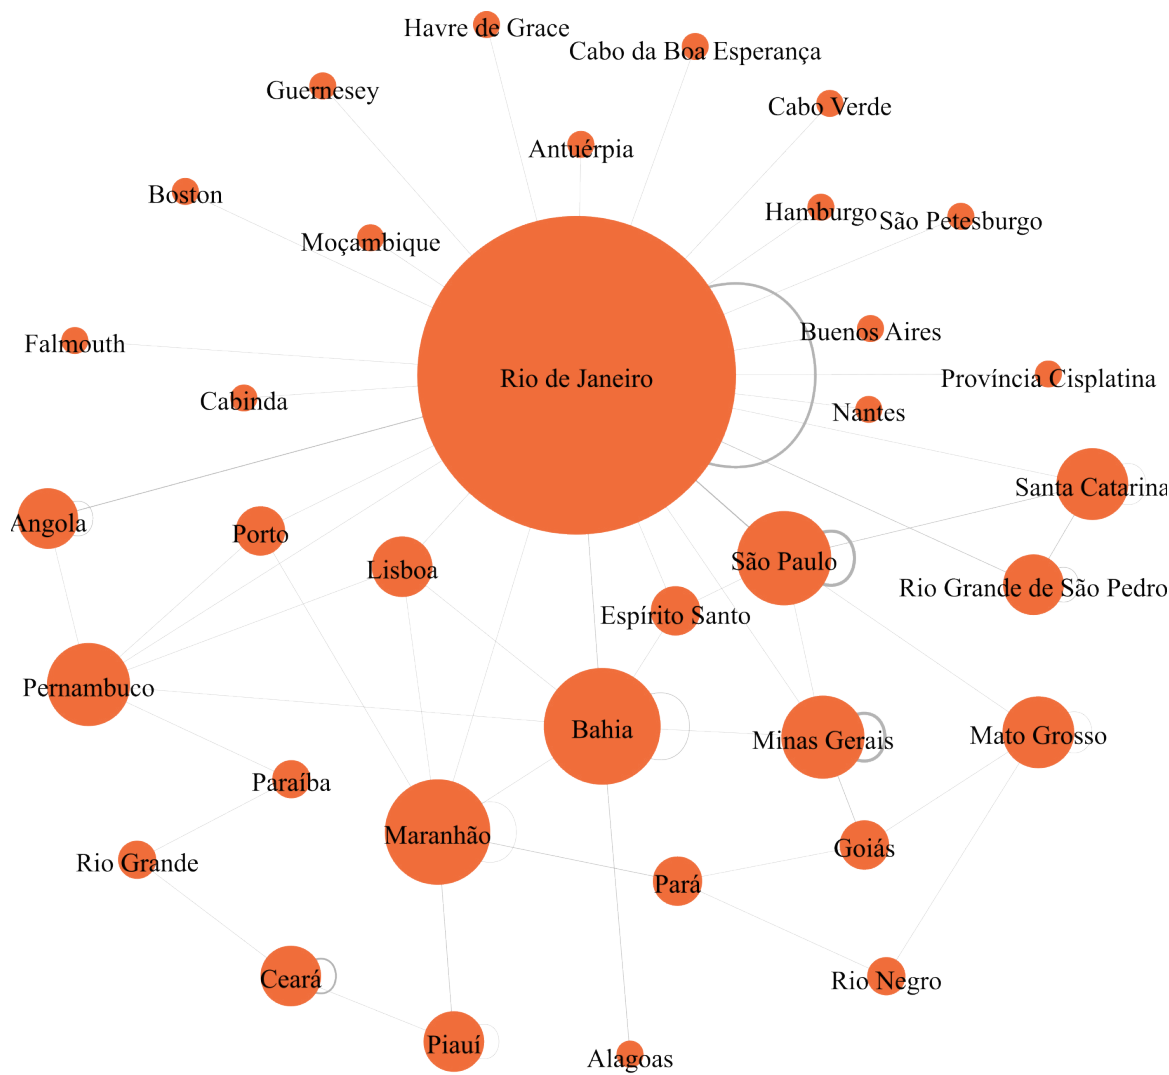 Havre de Grace
Cabo da Boa Esperança
Guernesey
Cabo Verde
Antuérpia
Boston
Hamburgo
São Petesburgo
Moçambique
Falmouth
Buenos Aires
Rio de Janeiro
Província Cisplatina
Cabinda
Nantes
Santa Catarina
Angola
Porto
São Paulo
Lisboa
Rio Grande de São Pedro
Espírito Santo
Pernambuco
Bahia
Minas Gerais
Mato Grosso
Paraíba
Maranhão
Rio Grande
Goiás
Pará
Ceará
Rio Negro
Piauí
Alagoas